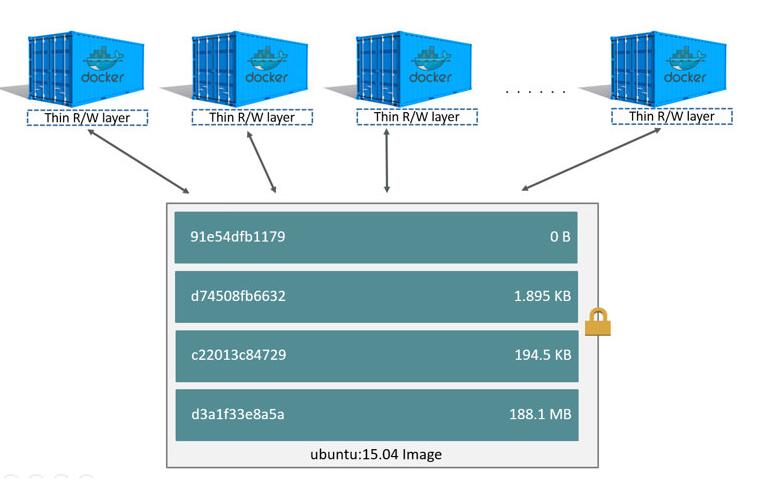 docker docker docker docker
Thin R/W layer Thin R/W layer Thin R/W layer . . . . . . Thin R/W layer
91e54dfb1179 0 B
d74508fb6632 1.895 KB
c22013c84729 194.5 KB
d3a1f33e8a5a 188.1 MB
ubuntu:15.04 Image